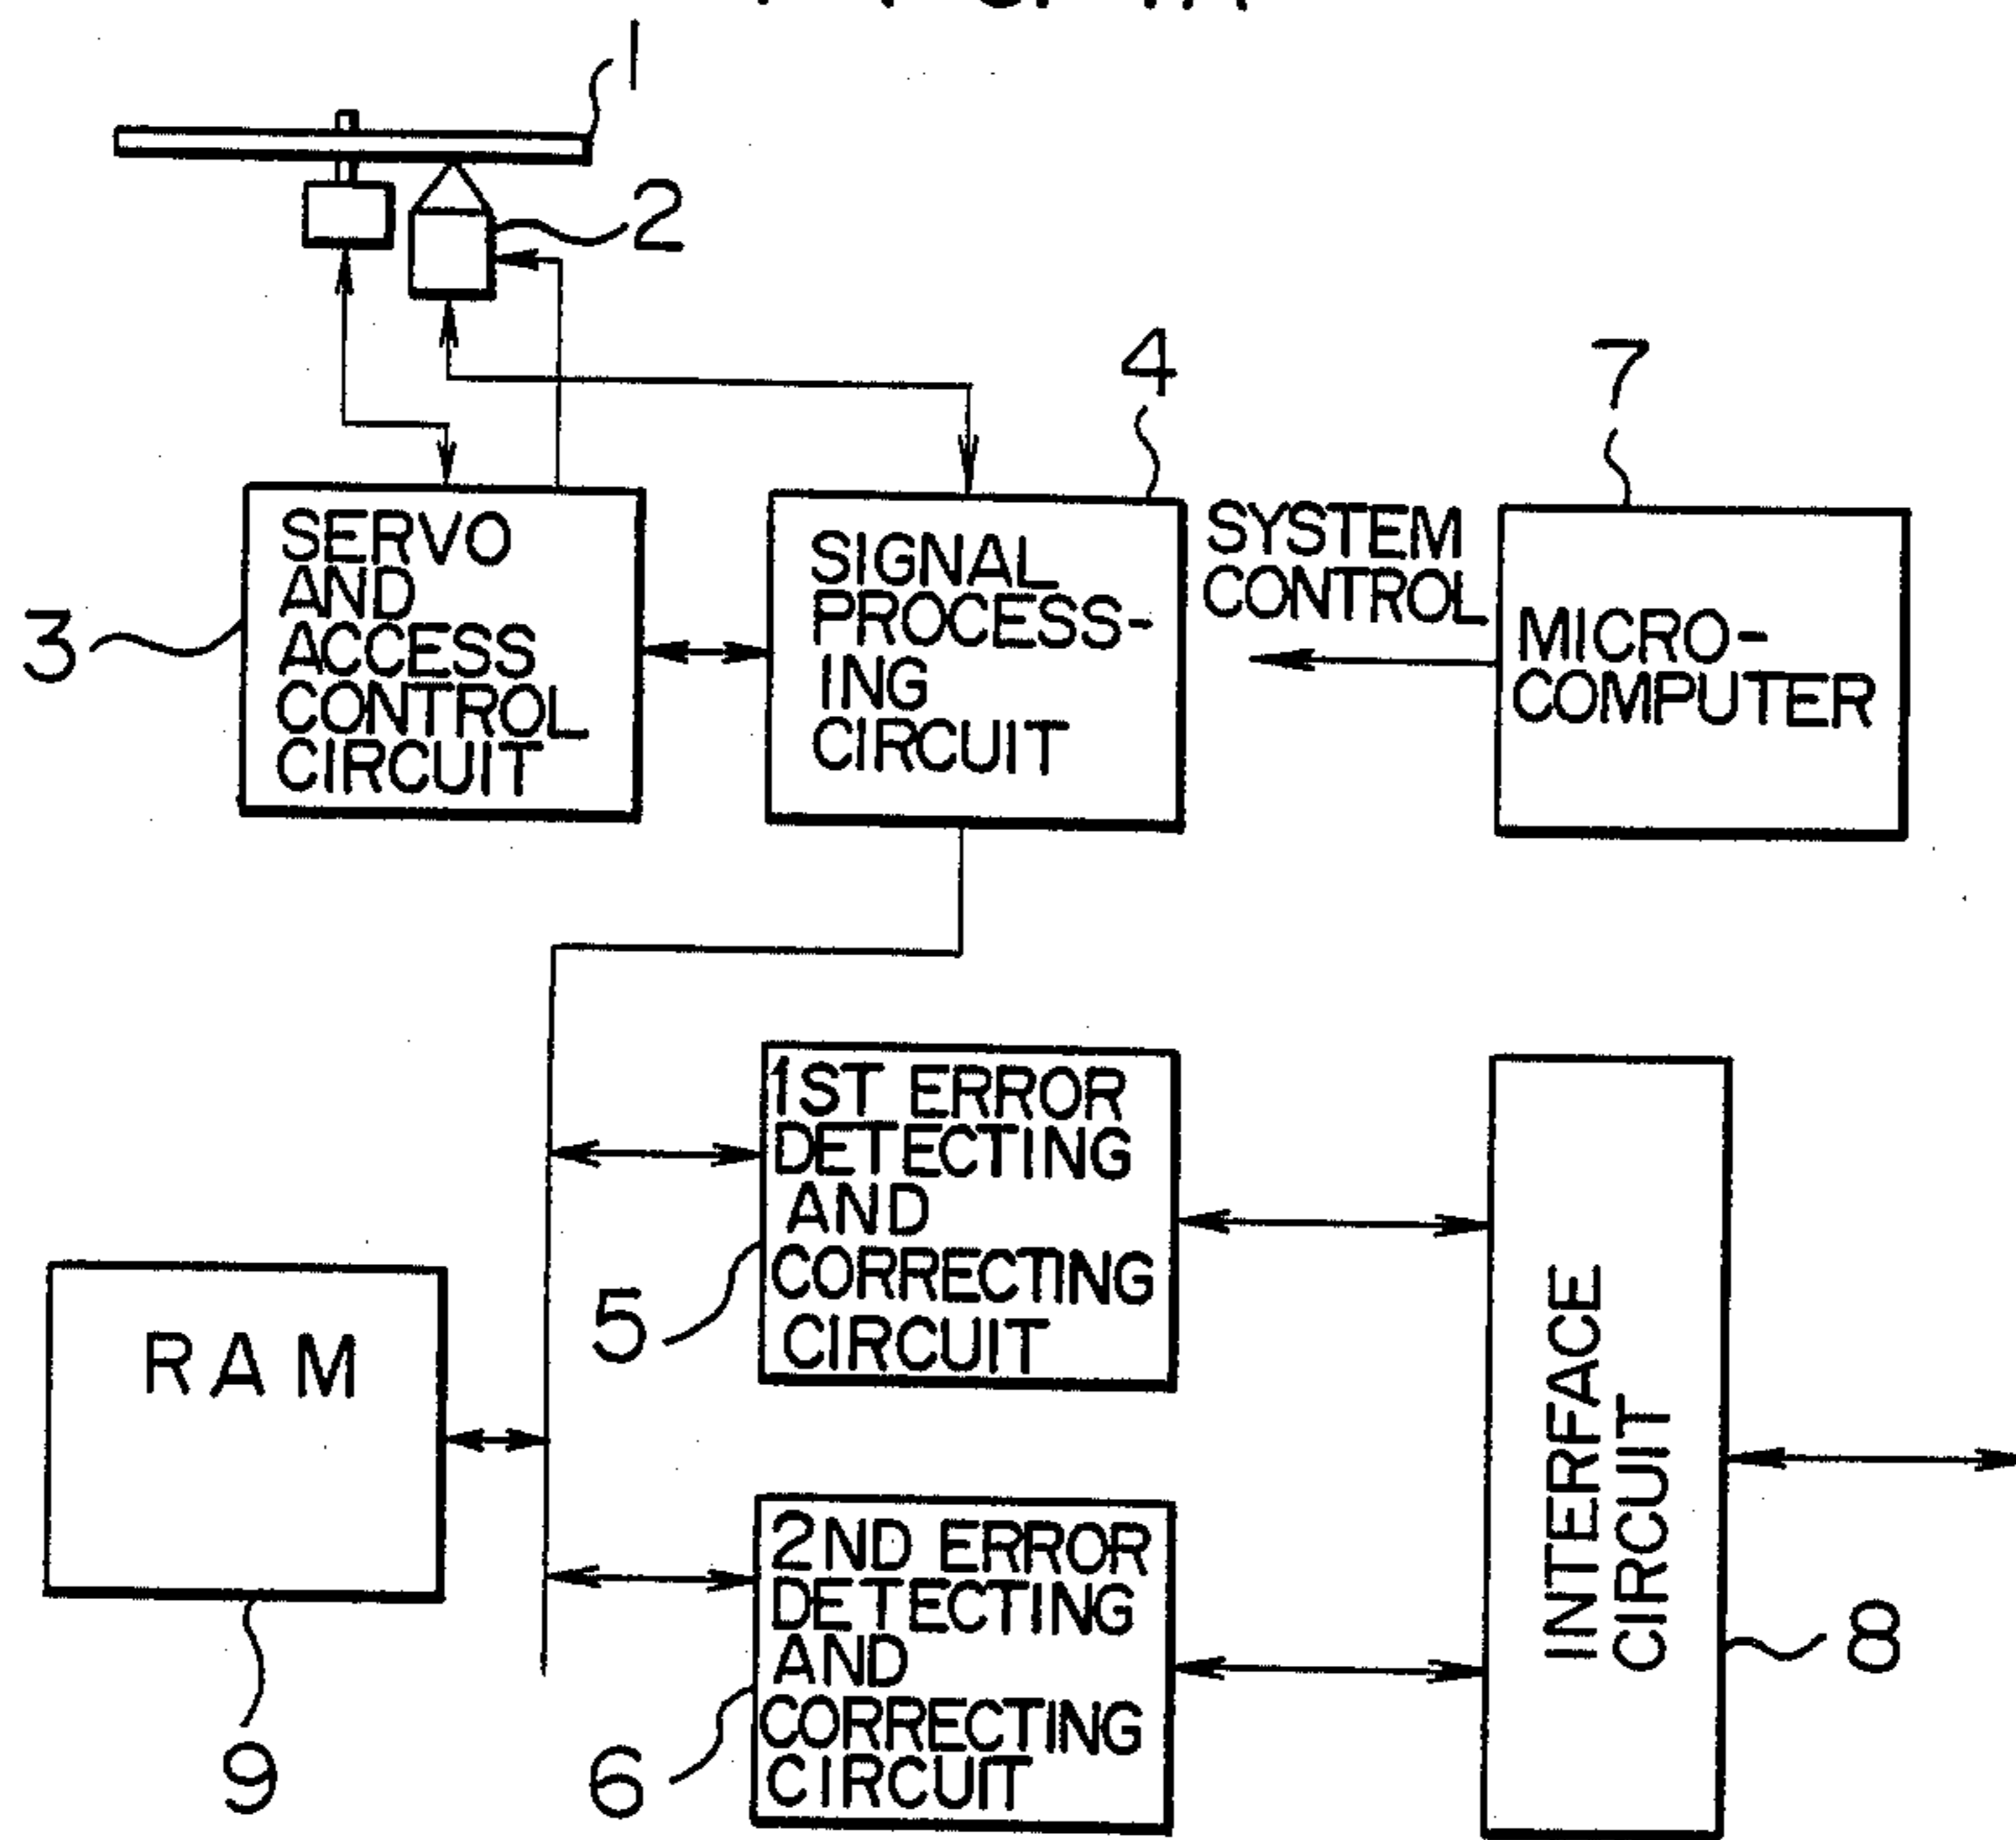 1
2
4
7
3
SERVO
AND
ACCESS
CONTROL
CIRCUIT
SIGNAL
PROCESS-
ING
CIRCUIT
SYSTEM
CONTROL
MICRO-
COMPUTER
1ST ERROR
DETECTING
AND
CORRECTING
CIRCUIT
5
RAM
9
2ND ERROR
DETECTING
AND
CORRECTING
CIRCUIT
6
INTERFACE
CIRCUIT
8